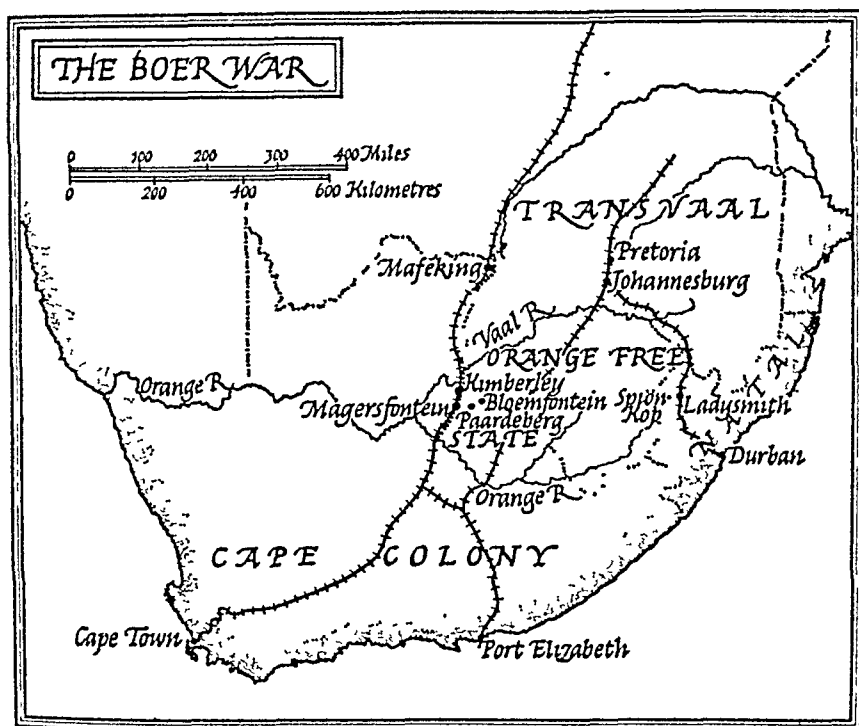 THE BOER WAR
0 100 200 300 400 Miles
0 200 400 600 Kilometres
TRANSVAAL
Pretoria
Mafeking
Johannesburg
Vaal R.
ORANGE FREE
Orange R.
Kimberley
Magersfontein
Bloemfontein
Spion Kop
Ladysmith
NATAL
Paardeberg
STATE
Durban
Orange R.
CAPE COLONY
Cape Town
Port Elizabeth